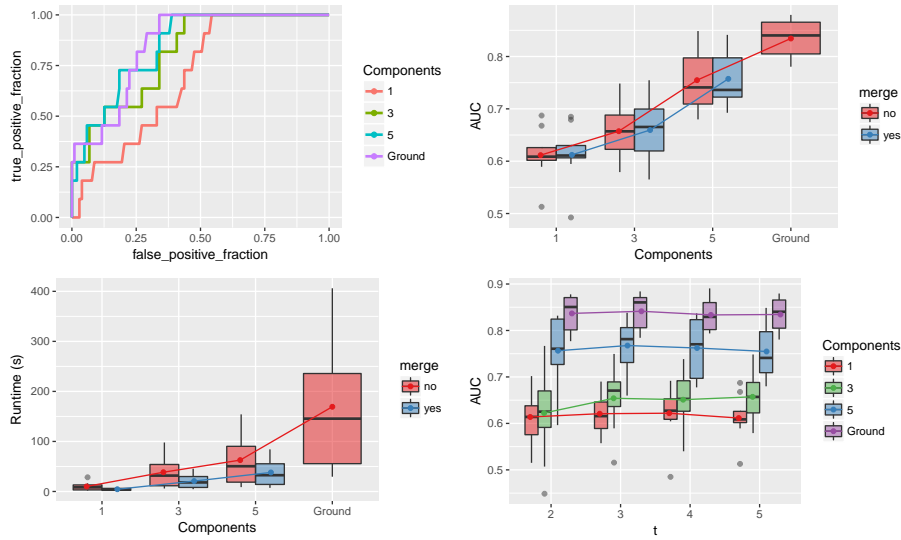 1.00
0.75
0.50
0.25
0.00
true_positive_fraction
0.00 0.25 0.50 0.75 1.00
false_positive_fraction
Components
1
3
5
Ground
0.8
0.7
0.6
0.5
AUC
1 3 5 Ground
Components
merge
no
yes
400
300
200
100
0
Runtime (s)
1 3 5 Ground
Components
merge
no
yes
0.9
0.8
0.7
0.6
0.5
AUC
2 3 4 5
t
Components
1
3
5
Ground